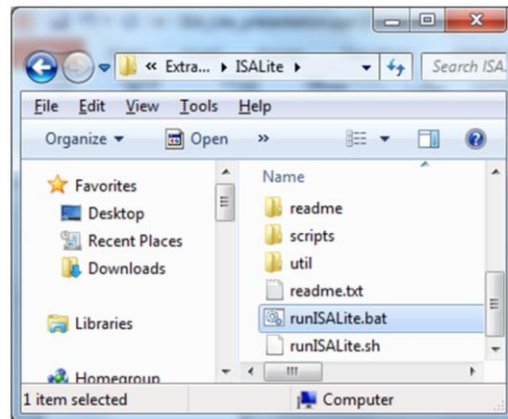 « Extra... ▸ ISALite ▸ Search ISA.
File Edit View Tools Help
Organize ▾ Open »
Favorites
Desktop
Recent Places
Downloads
Libraries
Homegroup
Name
readme
scripts
util
readme.txt
runISALite.bat
runISALite.sh
1 item selected Computer